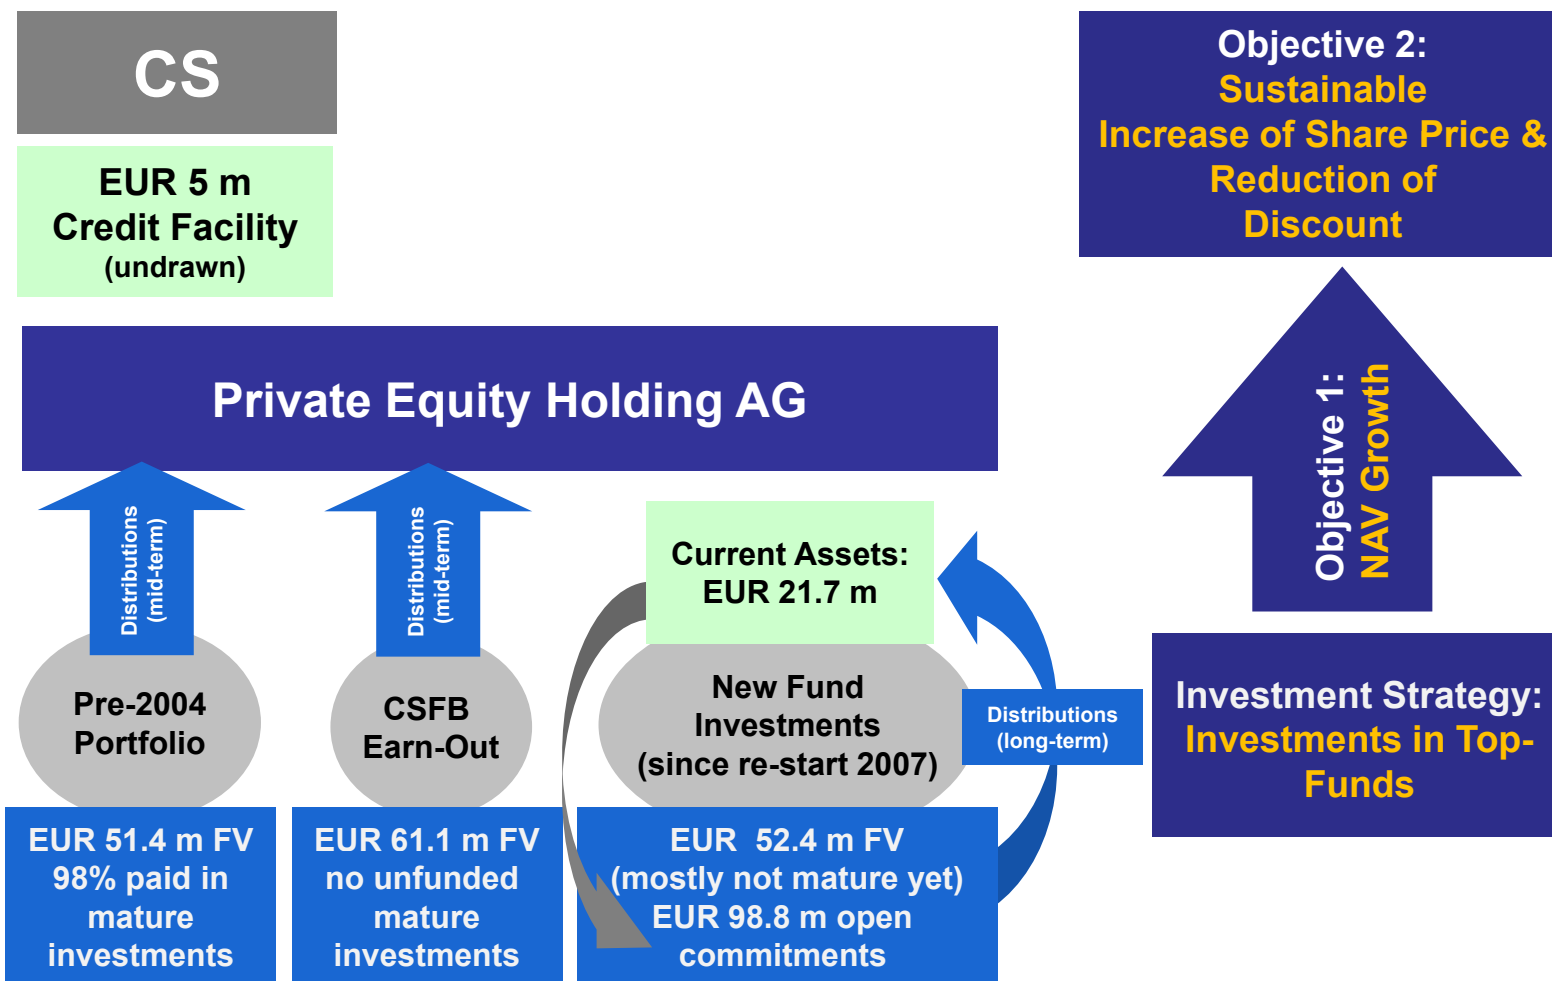 CS
EUR 5 m
Credit Facility
(undrawn)
Objective 2:
Sustainable
Increase of Share Price &
Reduction of
Discount
Private Equity Holding AG
Objective 1:
NAV Growth
Distributions
(mid-term)
Distributions
(mid-term)
Current Assets:
EUR 21.7 m
Pre-2004
Portfolio
CSFB
Earn-Out
New Fund
Investments
(since re-start 2007)
Distributions
(long-term)
Investment Strategy:
Investments in Top-
Funds
EUR 51.4 m FV
98% paid in
mature
investments
EUR 61.1 m FV
no unfunded
mature
investments
EUR  52.4 m FV
(mostly not mature yet)
EUR 98.8 m open
commitments